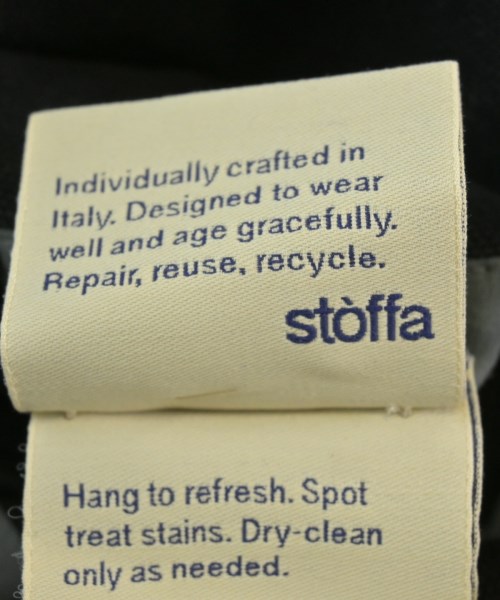 Individually crafted in
Italy. Designed to wear
well and age gracefully.
Repair, reuse, recycle.
stòffa
Hang to refresh. Spot
treat stains. Dry-clean
only as needed.